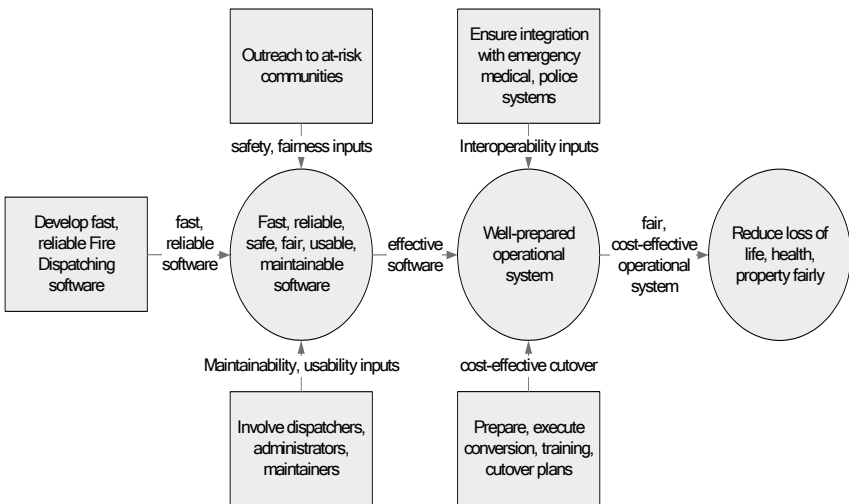 Outreach to at-risk
communities
Ensure integration
with emergency
medical, police
systems
safety, fairness inputs
Interoperability inputs
Develop fast,
reliable Fire
Dispatching
software
fast,
reliable
software
Fast, reliable,
safe, fair, usable,
maintainable
software
effective
software
Well-prepared
operational
system
fair,
cost-effective
operational
system
Reduce loss of
life, health,
property fairly
Maintainability, usability inputs
cost-effective cutover
Involve dispatchers,
administrators,
maintainers
Prepare, execute
conversion, training,
cutover plans